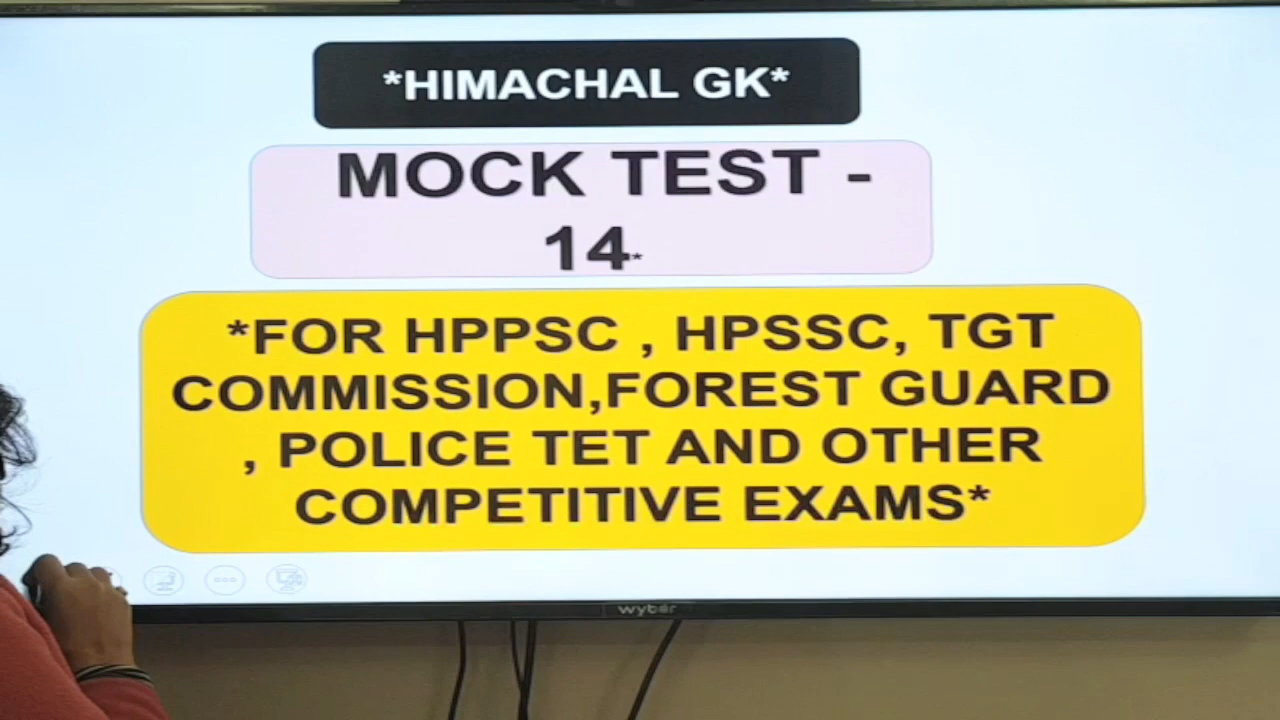 *HIMACHAL GK*
MOCK TEST -
14*
*FOR HPPSC , HPSSC, TGT
COMMISSION,FOREST GUARD
, POLICE TET AND OTHER
COMPETITIVE EXAMS*
wybor